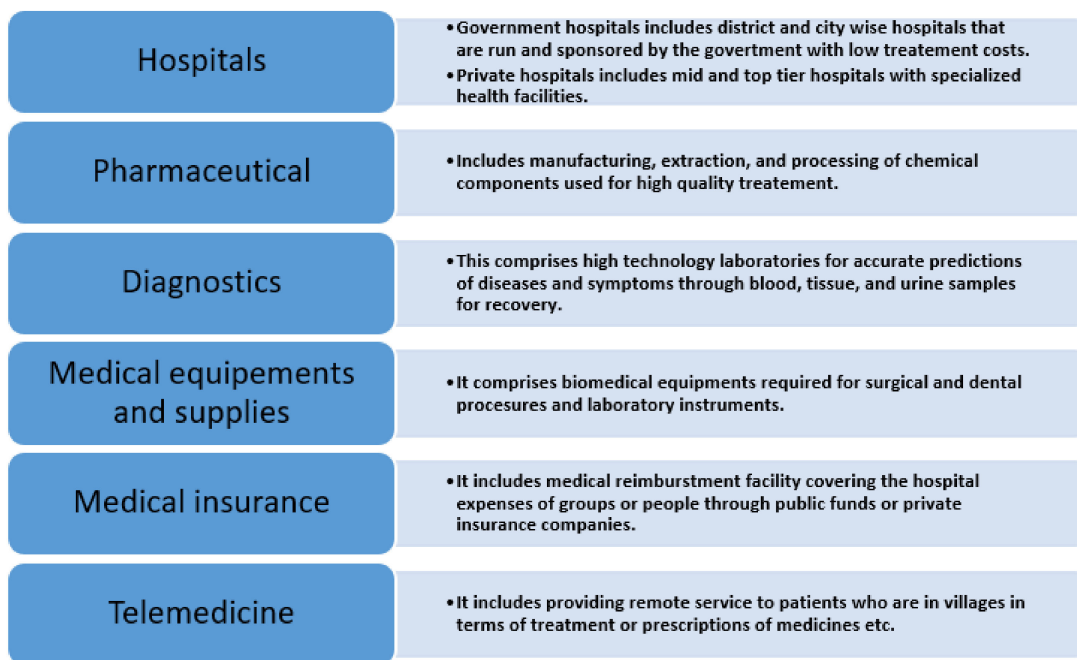 Hospitals
•Government hospitals includes district and city wise hospitals that
are run and sponsored by the govertment with low treatement costs.
•Private hospitals includes mid and top tier hospitals with specialized
health facilities.
Pharmaceutical
•Includes manufacturing, extraction, and processing of chemical
components used for high quality treatement.
Diagnostics
•This comprises high technology laboratories for accurate predictions
of diseases and symptoms through blood, tissue, and urine samples
for recovery.
Medical equipements
and supplies
•It comprises biomedical equipments required for surgical and dental
procesures and laboratory instruments.
Medical insurance
•It includes medical reimburstment facility covering the hospital
expenses of groups or people through public funds or private
insurance companies.
Telemedicine
•It includes providing remote service to patients who are in villages in
terms of treatment or prescriptions of medicines etc.